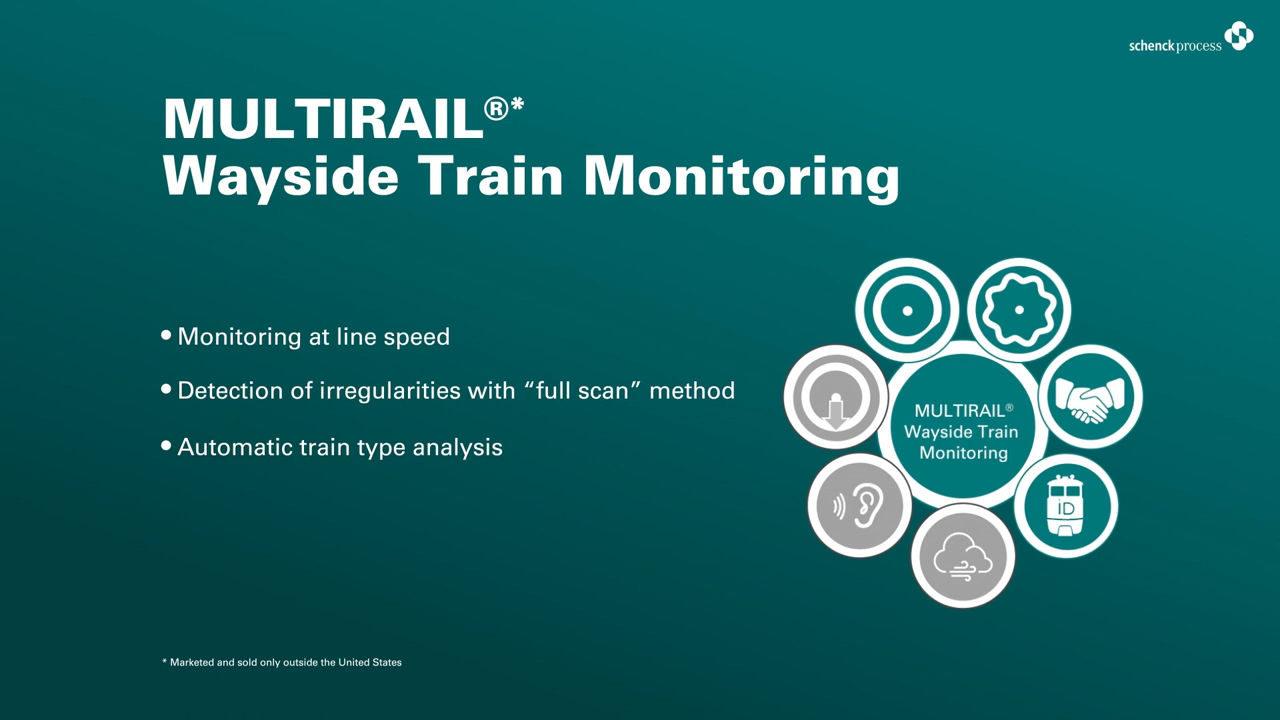 schenck process
MULTIRAIL®*
Wayside Train Monitoring
• Monitoring at line speed
• Detection of irregularities with “full scan” method
• Automatic train type analysis
MULTIRAIL®
Wayside Train
Monitoring
ID
* Marketed and sold only outside the United States